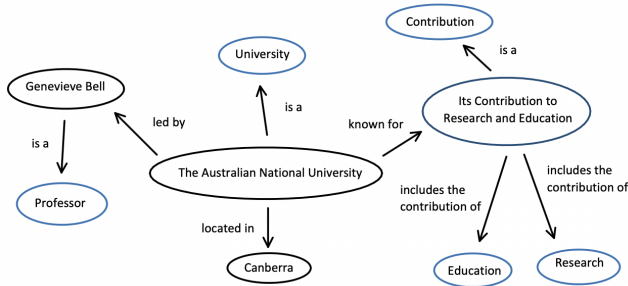 Contribution
is a
University
Genevieve Bell
Its Contribution to
Research and Education
is a
led by
known for
is a
The Australian National University
includes the
contribution of
includes the
contribution of
Professor
located in
Canberra
Education
Research